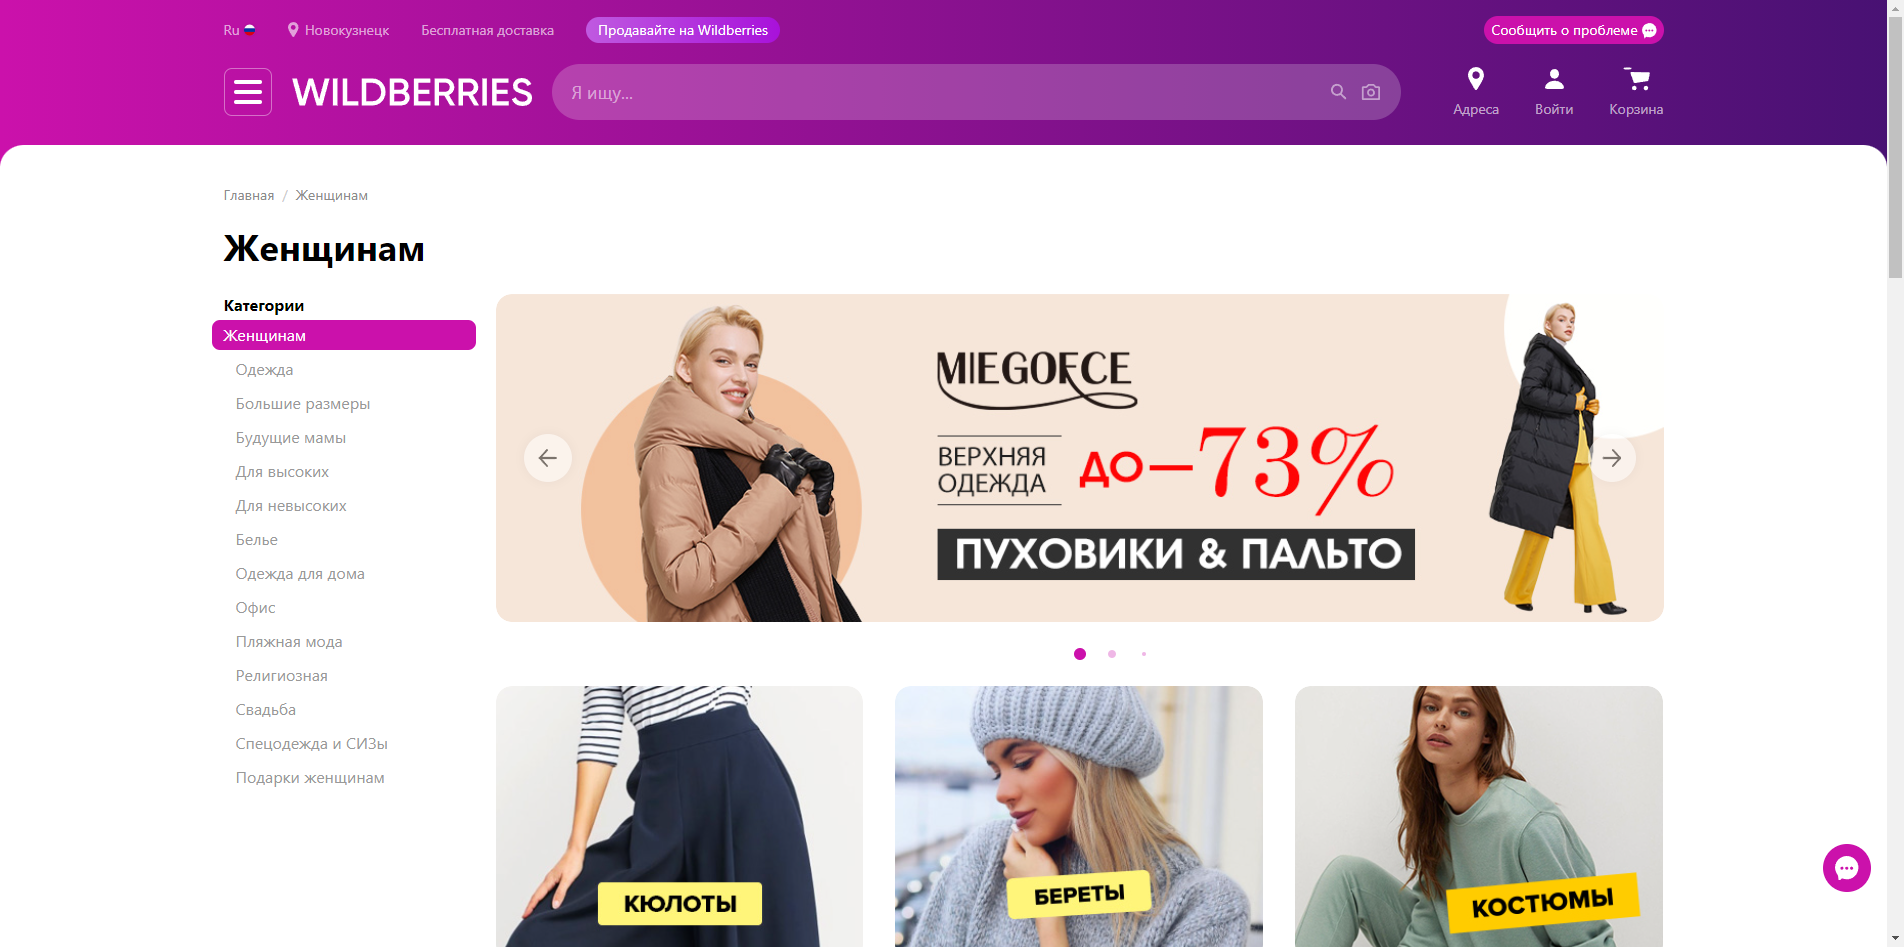 Ru
Новокузнецк
Бесплатная доставка
Продавайте на Wildberries
Сообщить о проблеме
WILDBERRIES
Я ищу...
Адреса
Войти
Корзина
Главная / Женщинам
Женщинам
Категории
Женщинам
Одежда
Большие размеры
Будущие мамы
Для высоких
Для невысоких
Белье
Одежда для дома
Офис
Пляжная мода
Религиозная
Свадьба
Спецодежда и СИЗы
Подарки женщинам
MIEGOFCE
ВЕРХНЯЯ
ОДЕЖДА
ДО—73%
ПУХОВИКИ & ПАЛЬТО
КЮЛОТЫ
БЕРЕТЫ
КОСТЮМЫ